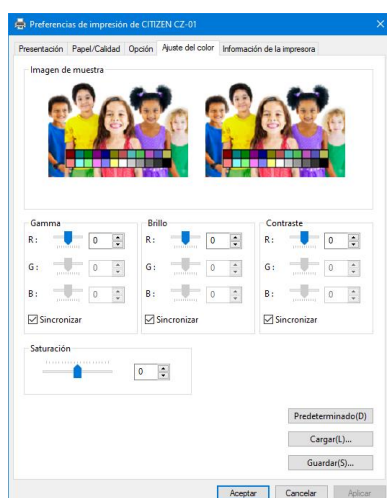 Preferencias de impresión de CITIZEN CZ-01
Presentación Papel/Calidad Opción Ajuste del color Información de la impresora
Imagen de muestra
Gamma Brillo Contraste
R: 0 R: 0 R: 0
G: 0 G: 0 G: 0
B: 0 B: 0 B: 0
Sincronizar Sincronizar Sincronizar
Saturación
0
Predeterminado(D)
Cargar(L)...
Guardar(S)...
Aceptar Cancelar Aplicar